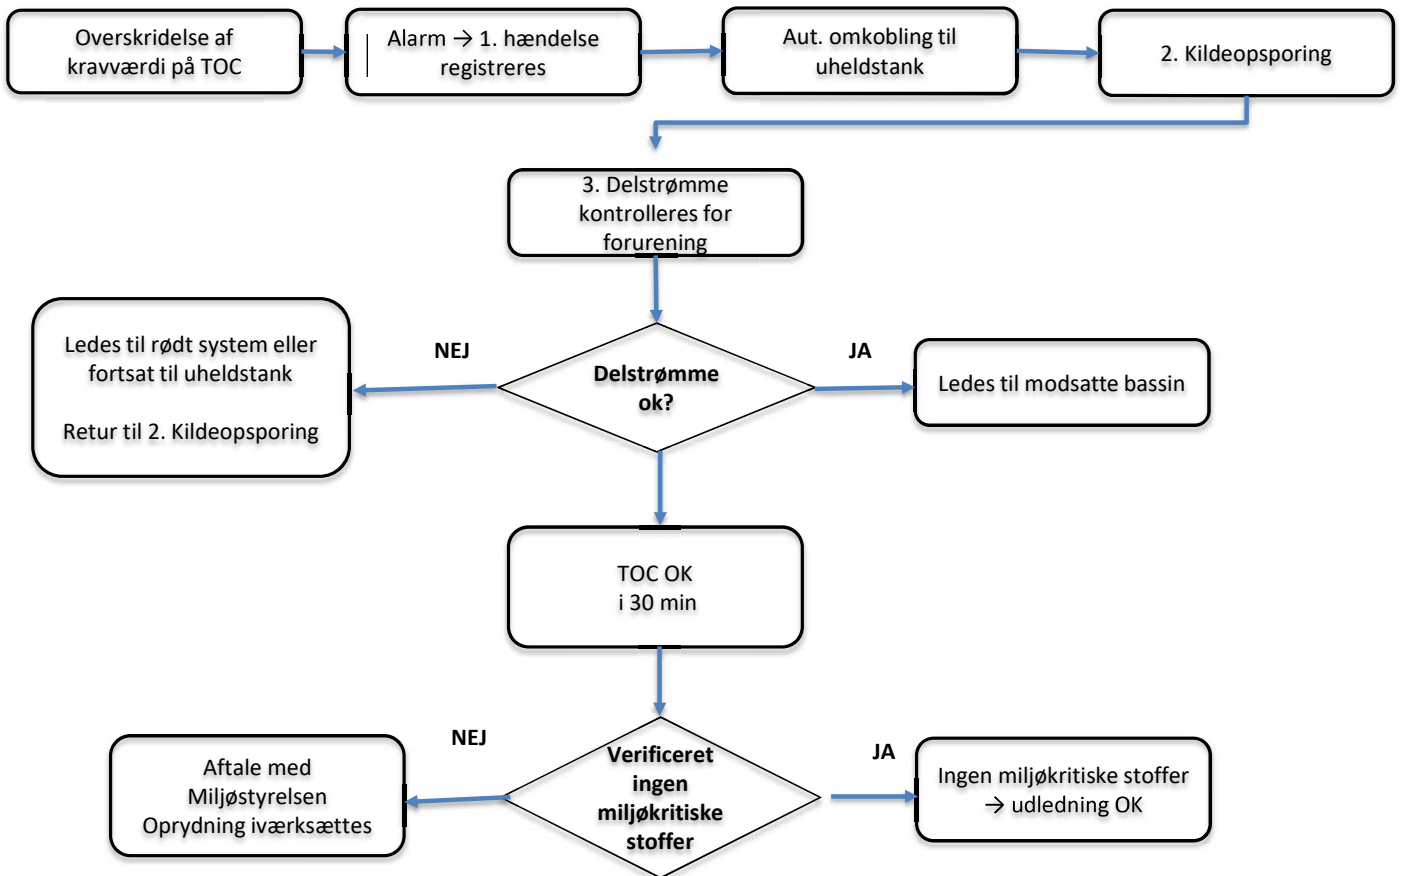 Overskridelse af
kravværdi på TOC
Alarm → 1. hændelse
registreres
Aut. omkobling til
uheldstank
2. Kildeopsporing
3. Delstrømme
kontrolleres for
forurening
Ledes til rødt system eller
fortsat til uheldstank
Retur til 2. Kildeopsporing
NEJ
Delstrømme
ok?
JA
Ledes til modsatte bassin
TOC OK
i 30 min
Aftale med
Miljøstyrelsen
Oprydning iværksættes
NEJ
Verificeret
ingen
miljøkritiske
stoffer
JA
Ingen miljøkritiske stoffer
→ udledning OK